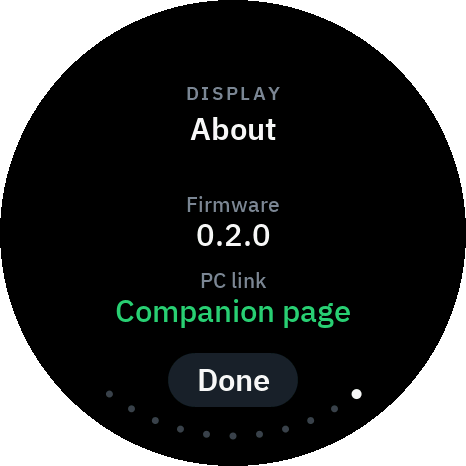 DISPLAY
About
Firmware
0.2.0
PC link
Companion page
Done